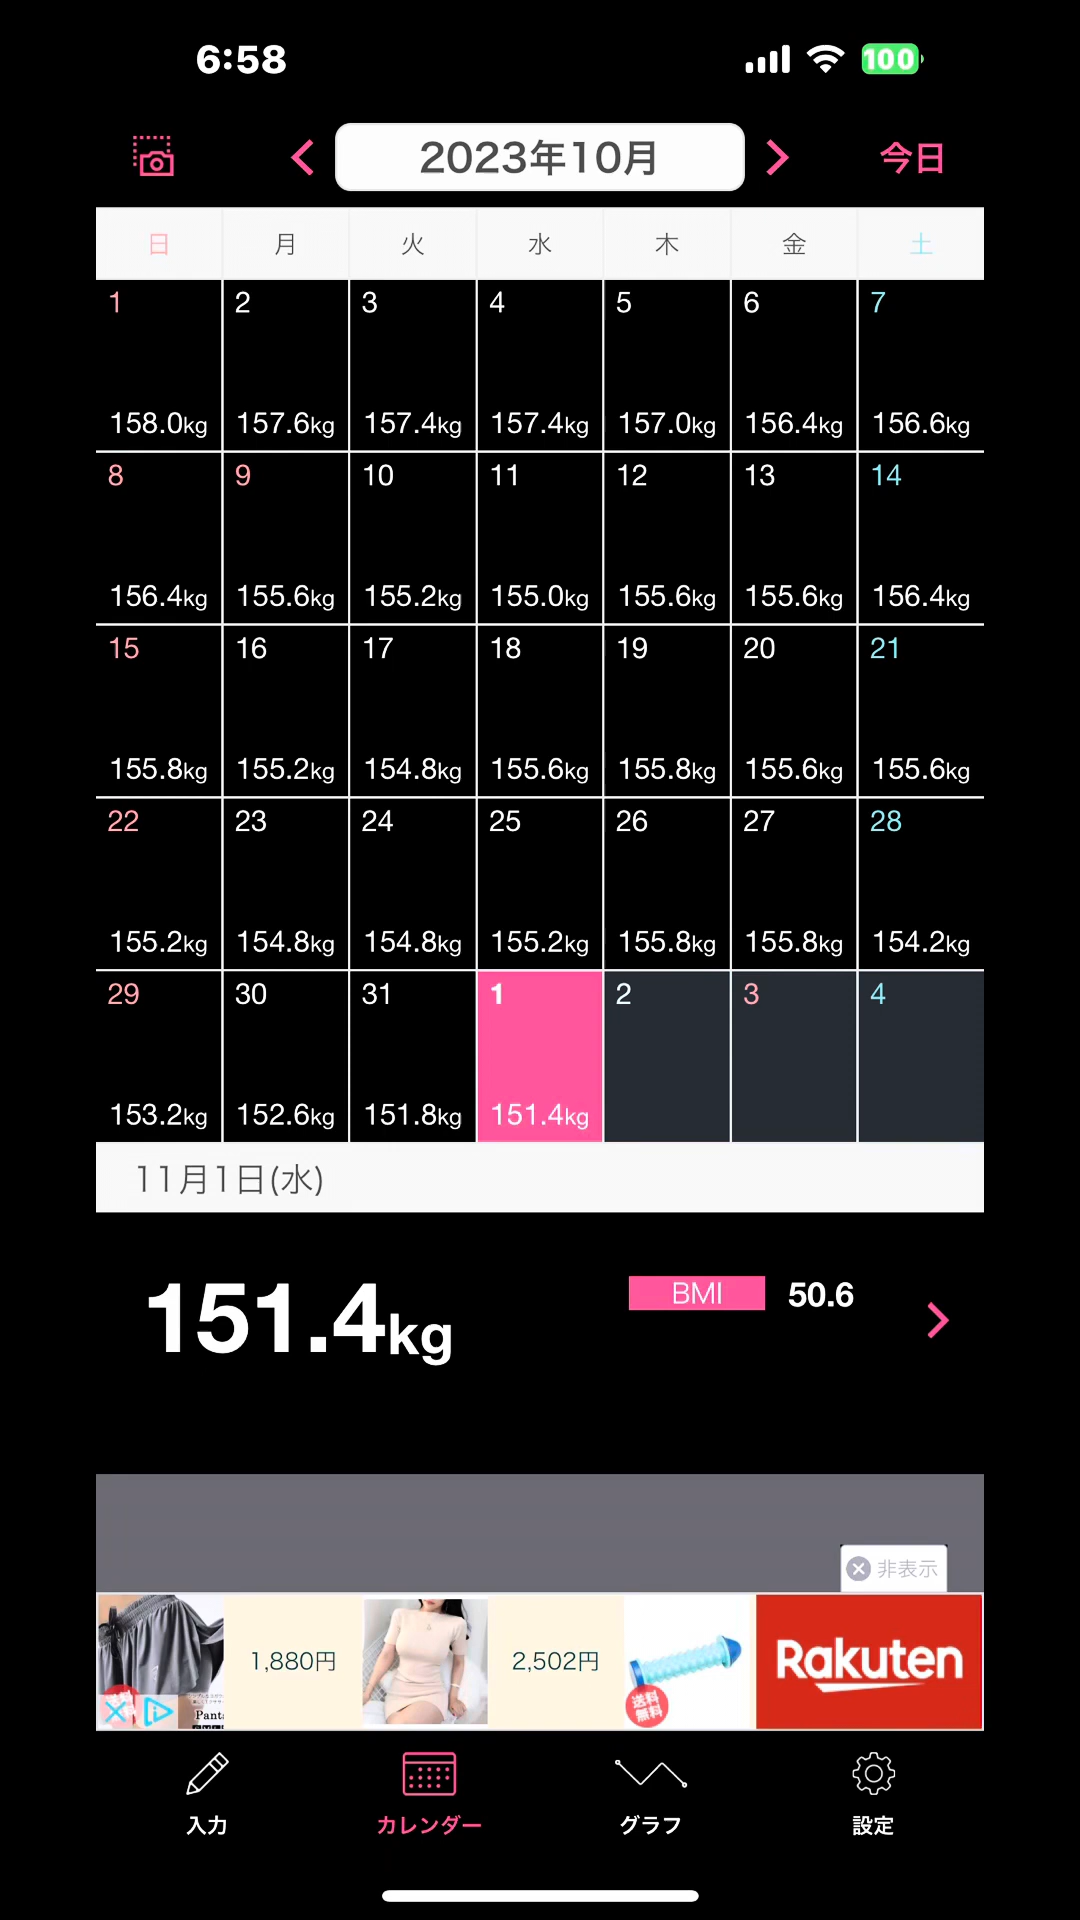 6:58 100
2023年10月 今日
日 月 火 水 木 金 土
1 2 3 4 5 6 7
158.0kg 157.6kg 157.4kg 157.4kg 157.0kg 156.4kg 156.6kg
8 9 10 11 12 13 14
156.4kg 155.6kg 155.2kg 155.0kg 155.6kg 155.6kg 156.4kg
15 16 17 18 19 20 21
155.8kg 155.2kg 154.8kg 155.6kg 155.8kg 155.6kg 155.6kg
22 23 24 25 26 27 28
155.2kg 154.8kg 154.8kg 155.2kg 155.8kg 155.8kg 154.2kg
29 30 31 1 2 3 4
153.2kg 152.6kg 151.8kg 151.4kg
11月1日(水)
151.4kg BMI 50.6
非表示
1,880円 2,502円 Rakuten
送料
無料
入力 カレンダー グラフ 設定